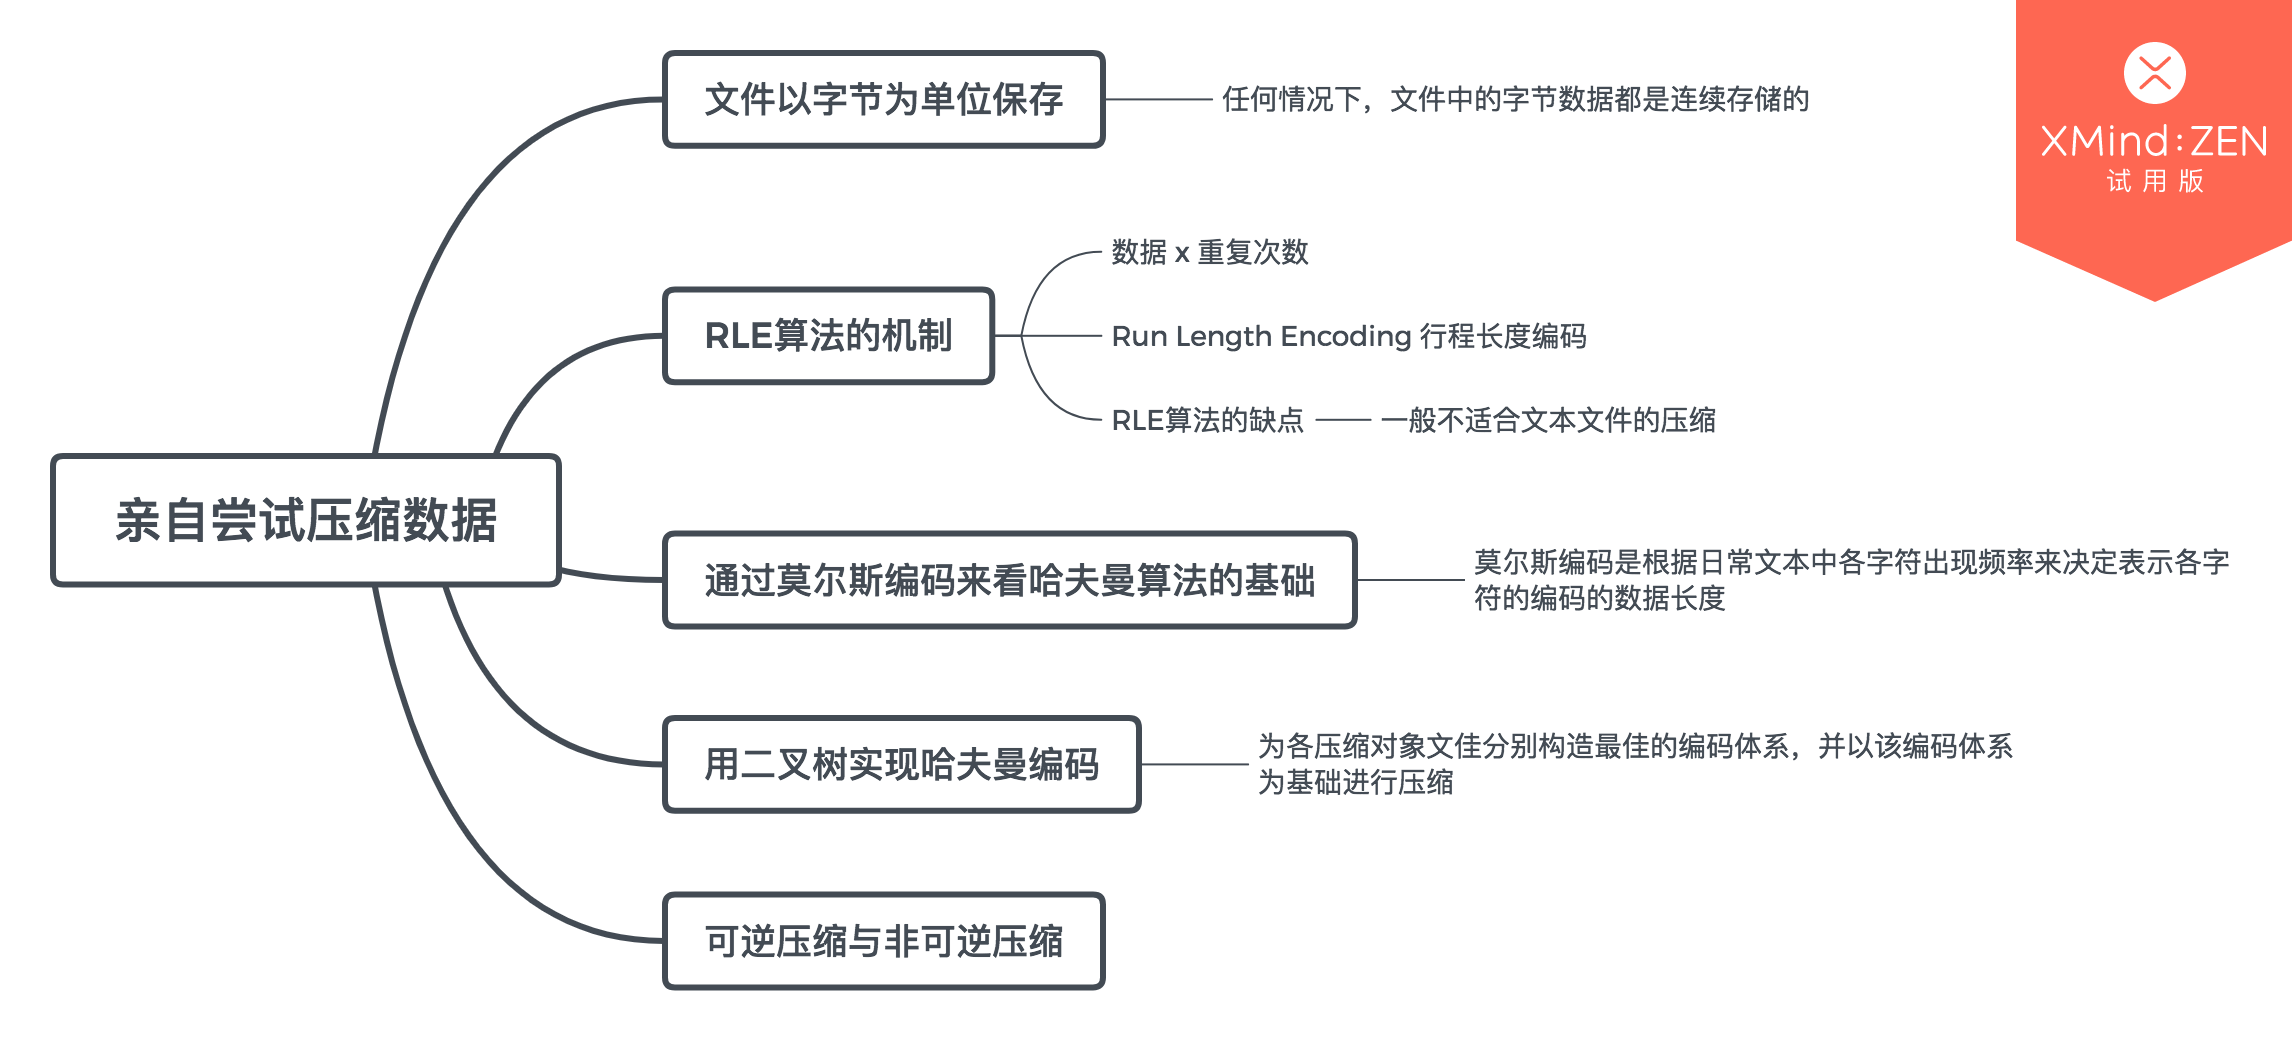 亲自尝试压缩数据
文件以字节为单位保存
任何情况下，文件中的字节数据都是连续存储的
RLE算法的机制
数据 x 重复次数
Run Length Encoding 行程长度编码
RLE算法的缺点
一般不适合文本文件的压缩
通过莫尔斯编码来看哈夫曼算法的基础
莫尔斯编码是根据日常文本中各字符出现频率来决定表示各字
符的编码的数据长度
用二叉树实现哈夫曼编码
为各压缩对象文佳分别构造最佳的编码体系，并以该编码体系
为基础进行压缩
可逆压缩与非可逆压缩
XMind:ZEN
试用版